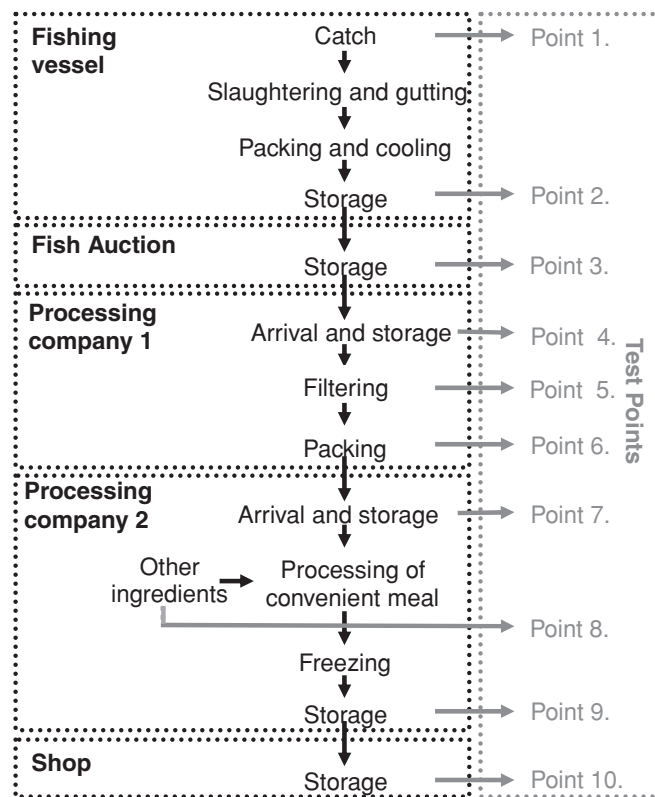 Fishing
vessel
Catch
Point 1.
Slaughtering and gutting
Packing and cooling
Storage
Point 2.
Fish Auction
Storage
Point 3.
Processing
company 1
Arrival and storage
Point 4.
Filtering
Point 5.
Packing
Point 6.
Test Points
Processing
company 2
Arrival and storage
Point 7.
Other
ingredients
Processing of
convenient meal
Point 8.
Freezing
Storage
Point 9.
Shop
Storage
Point 10.